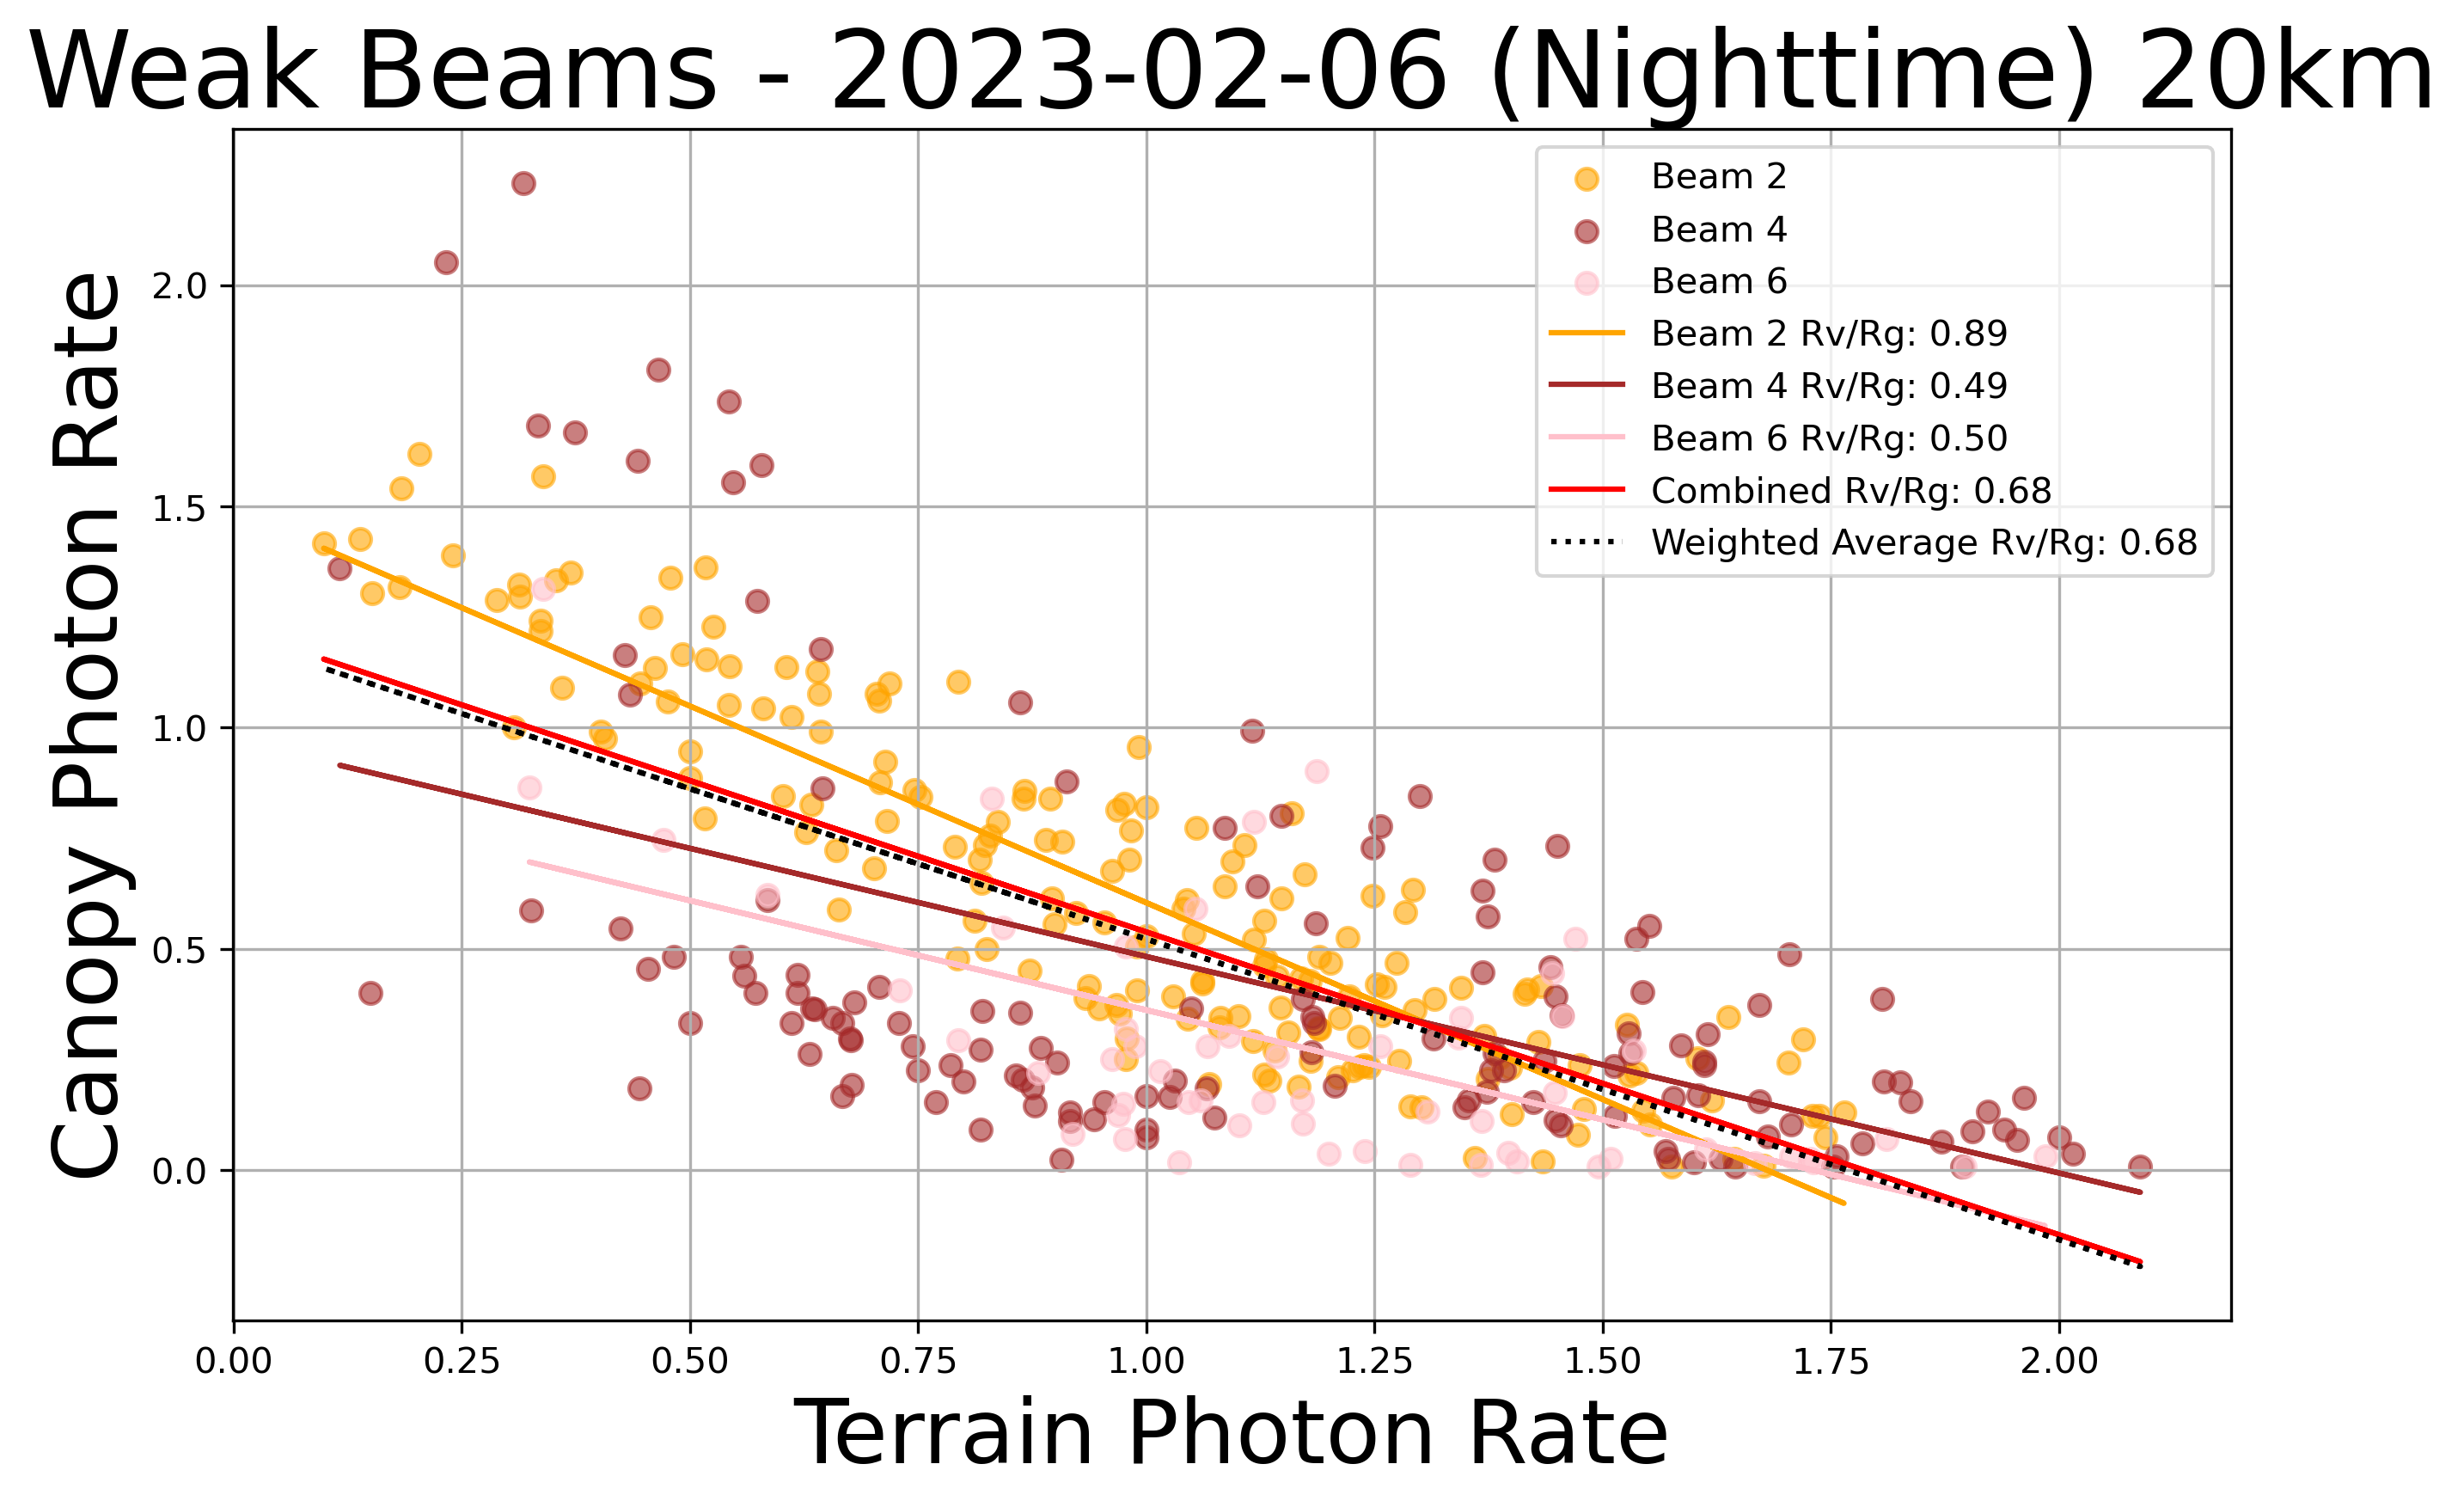 Weak Beams - 2023-02-06 (Nighttime) 20km
Canopy Photon Rate
2.0
1.5
1.0
0.5
0.0
Beam 2
Beam 4
Beam 6
Beam 2 Rv/Rg: 0.89
Beam 4 Rv/Rg: 0.49
Beam 6 Rv/Rg: 0.50
Combined Rv/Rg: 0.68
Weighted Average Rv/Rg: 0.68
0.00 0.25 0.50 0.75 1.00 1.25 1.50 1.75 2.00
Terrain Photon Rate